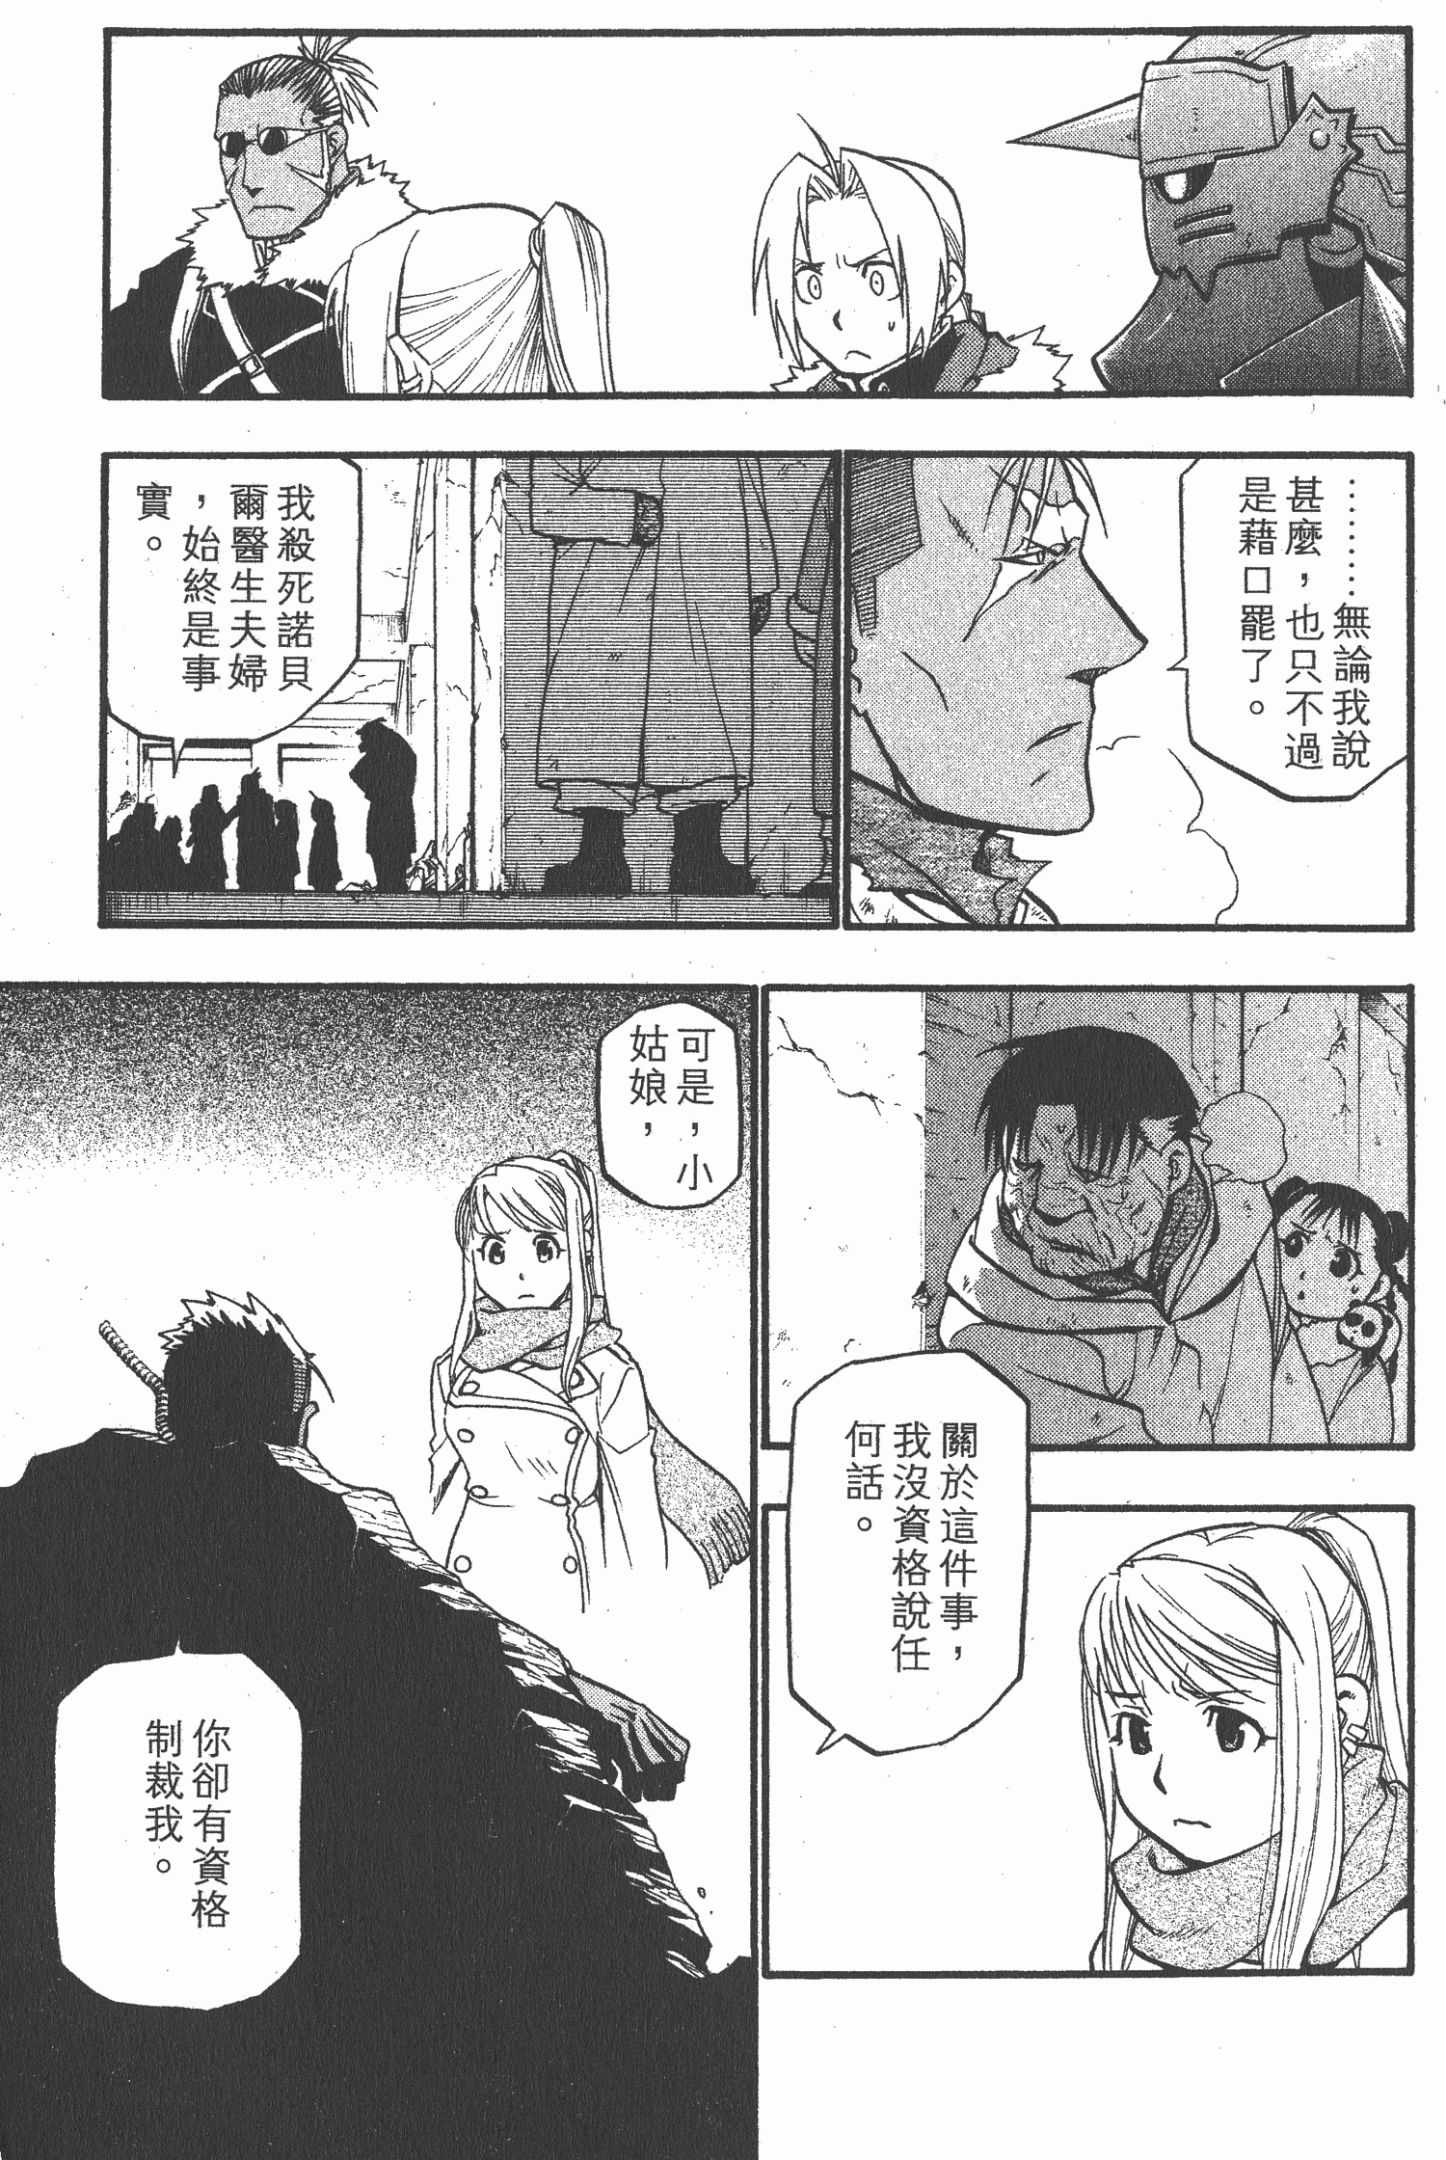 ………無論我說
甚麼，也只不過
是藉口罷了。
我殺死諾貝
爾醫生夫婦
，始終是事
實。
關於這件事，
我沒資格說任
何話。
可是，小
姑娘，
你卻有資格
制裁我。